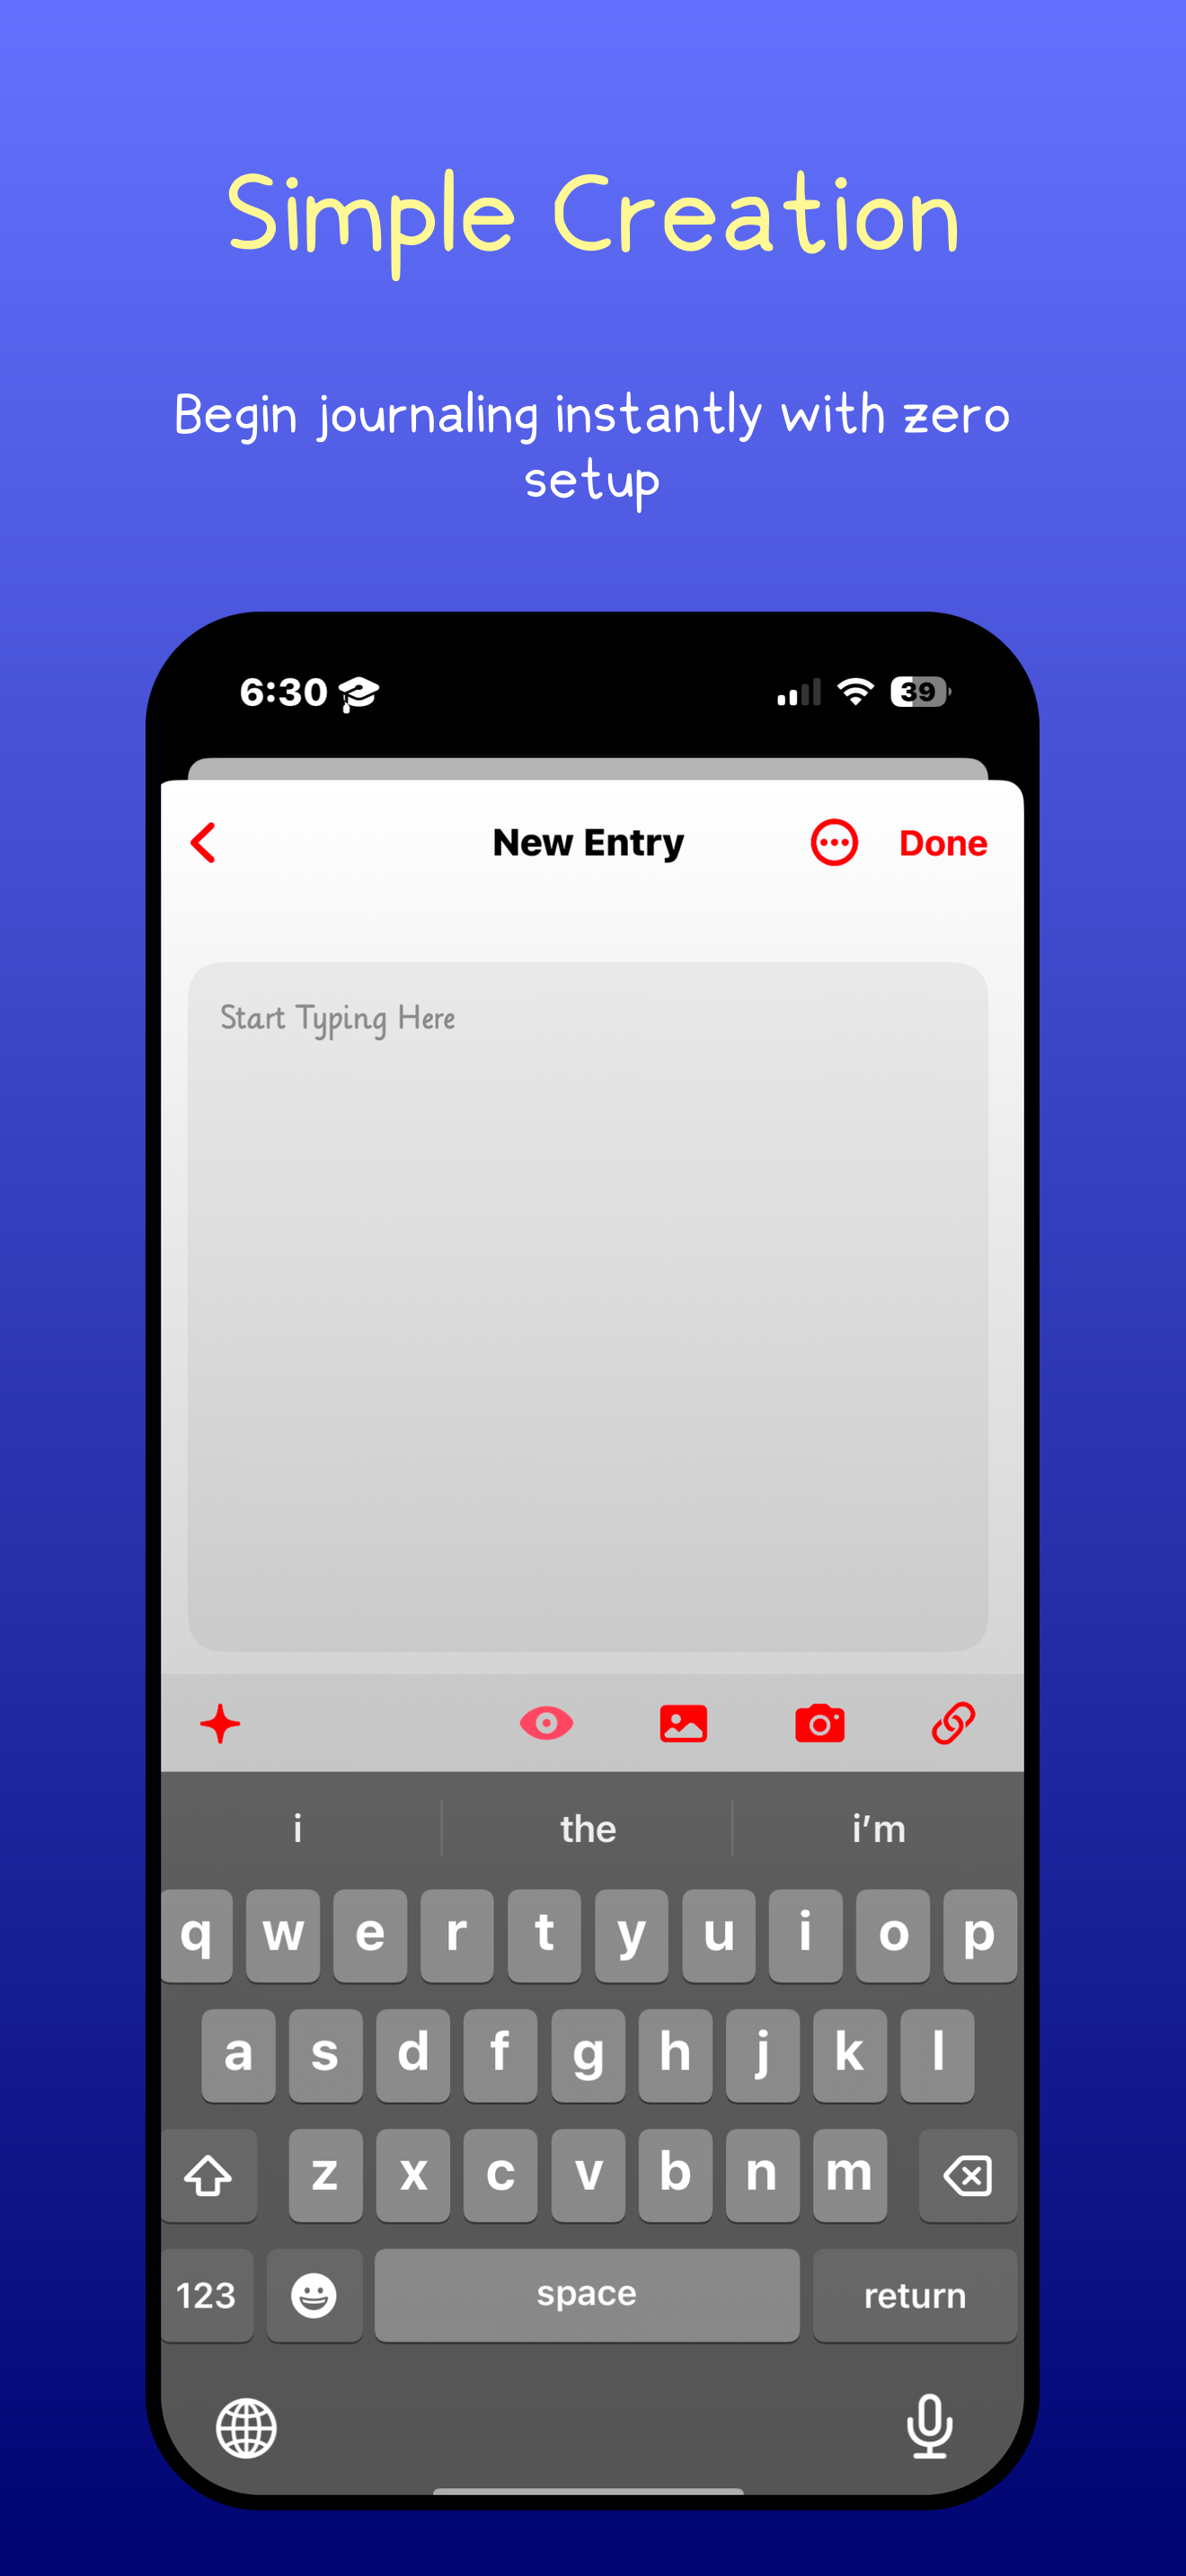 Simple Creation
Begin journaling instantly with zero
setup
6:30
39
New Entry
Done
Start Typing Here
i the i'm
q w e r t y u i o p
a s d f g h j k l
z x c v b n m
123 space return